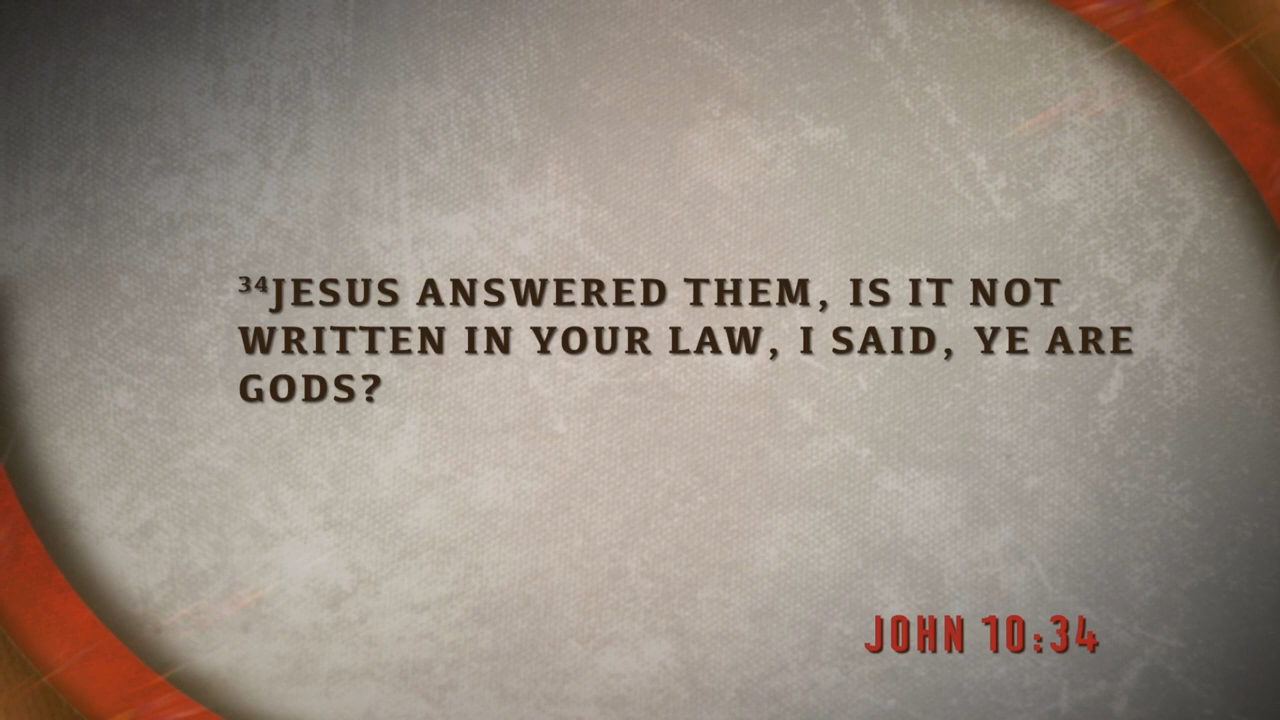 ³⁴JESUS ANSWERED THEM, IS IT NOT
WRITTEN IN YOUR LAW, I SAID, YE ARE
GODS?
JOHN 10:34